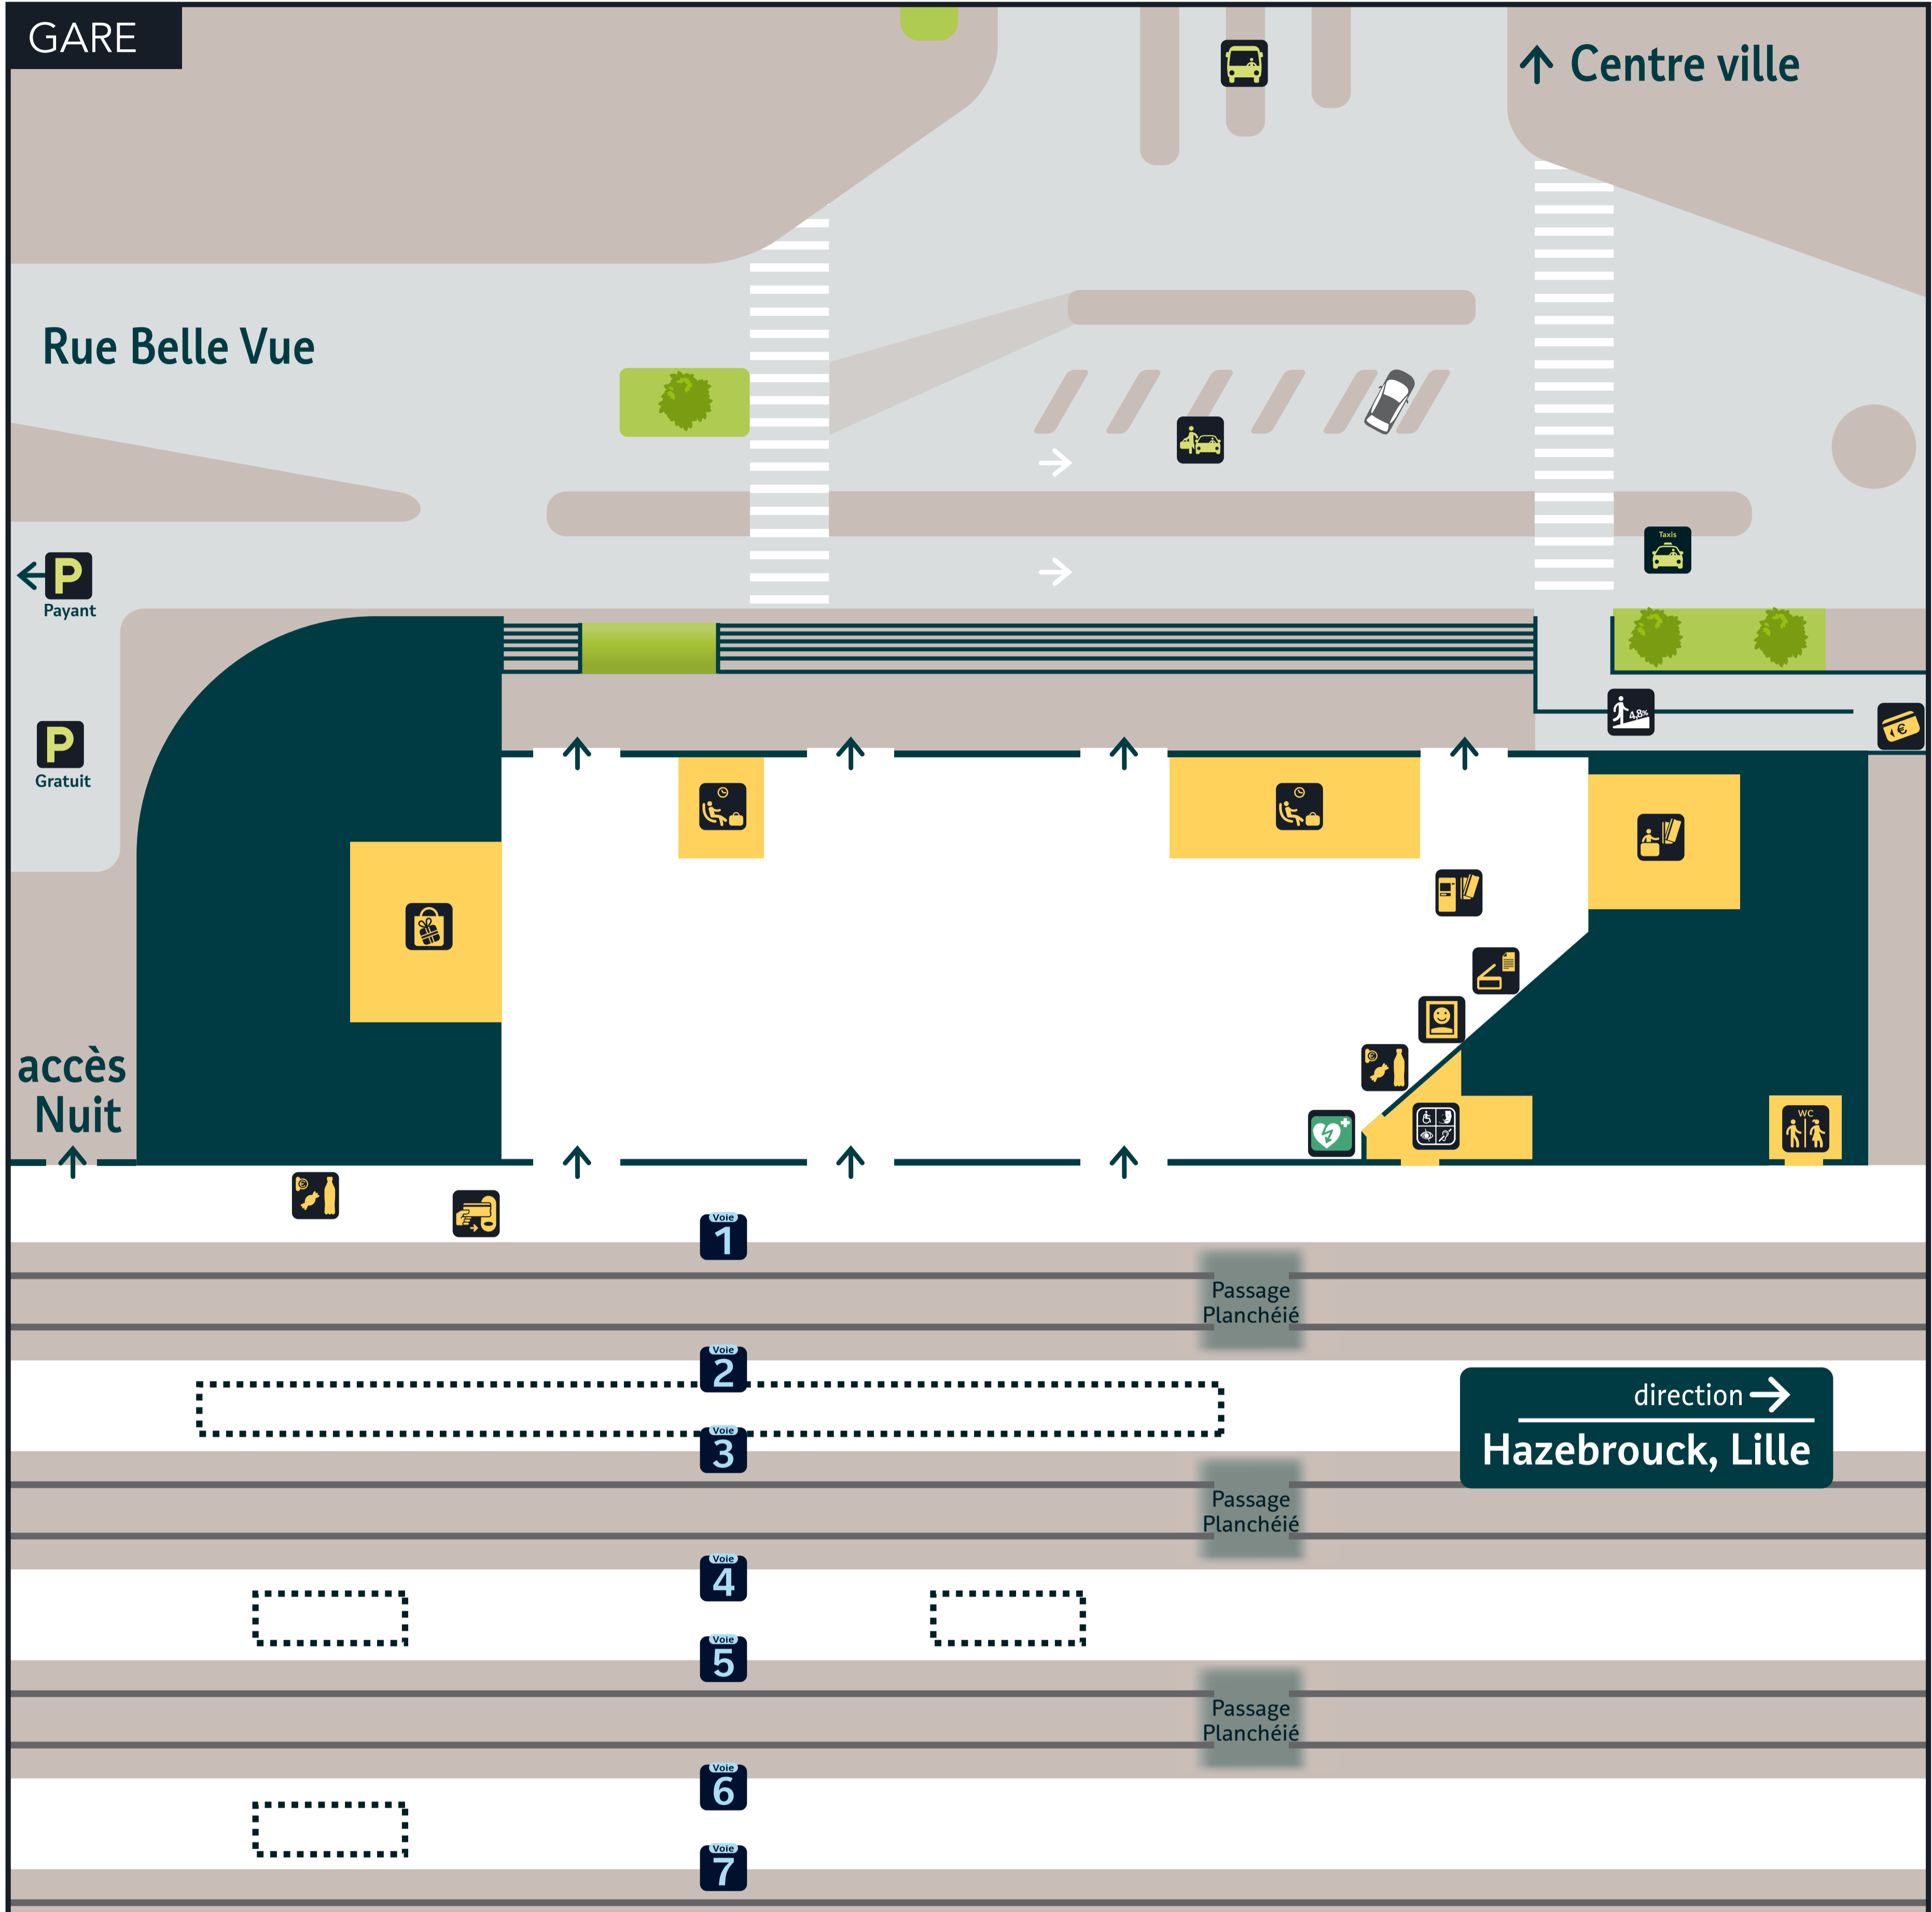 GARE
Centre ville
Rue Belle Vue
Taxis
P
Payant
4,8%
P
Gratuit
€
accès
Nuit
WC
Voie
1
Passage
Planchéié
Voie
2
direction
Voie
3
Hazebrouck, Lille
Passage
Planchéié
Voie
4
Voie
5
Passage
Planchéié
Voie
6
Voie
7